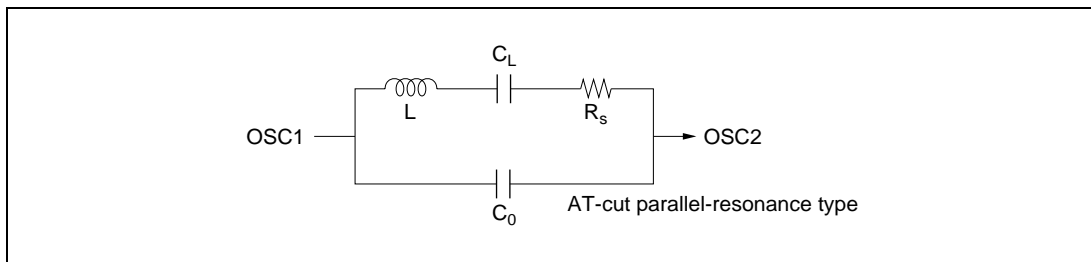 C_L
L
R_s
OSC1
OSC2
C_0
AT-cut parallel-resonance type